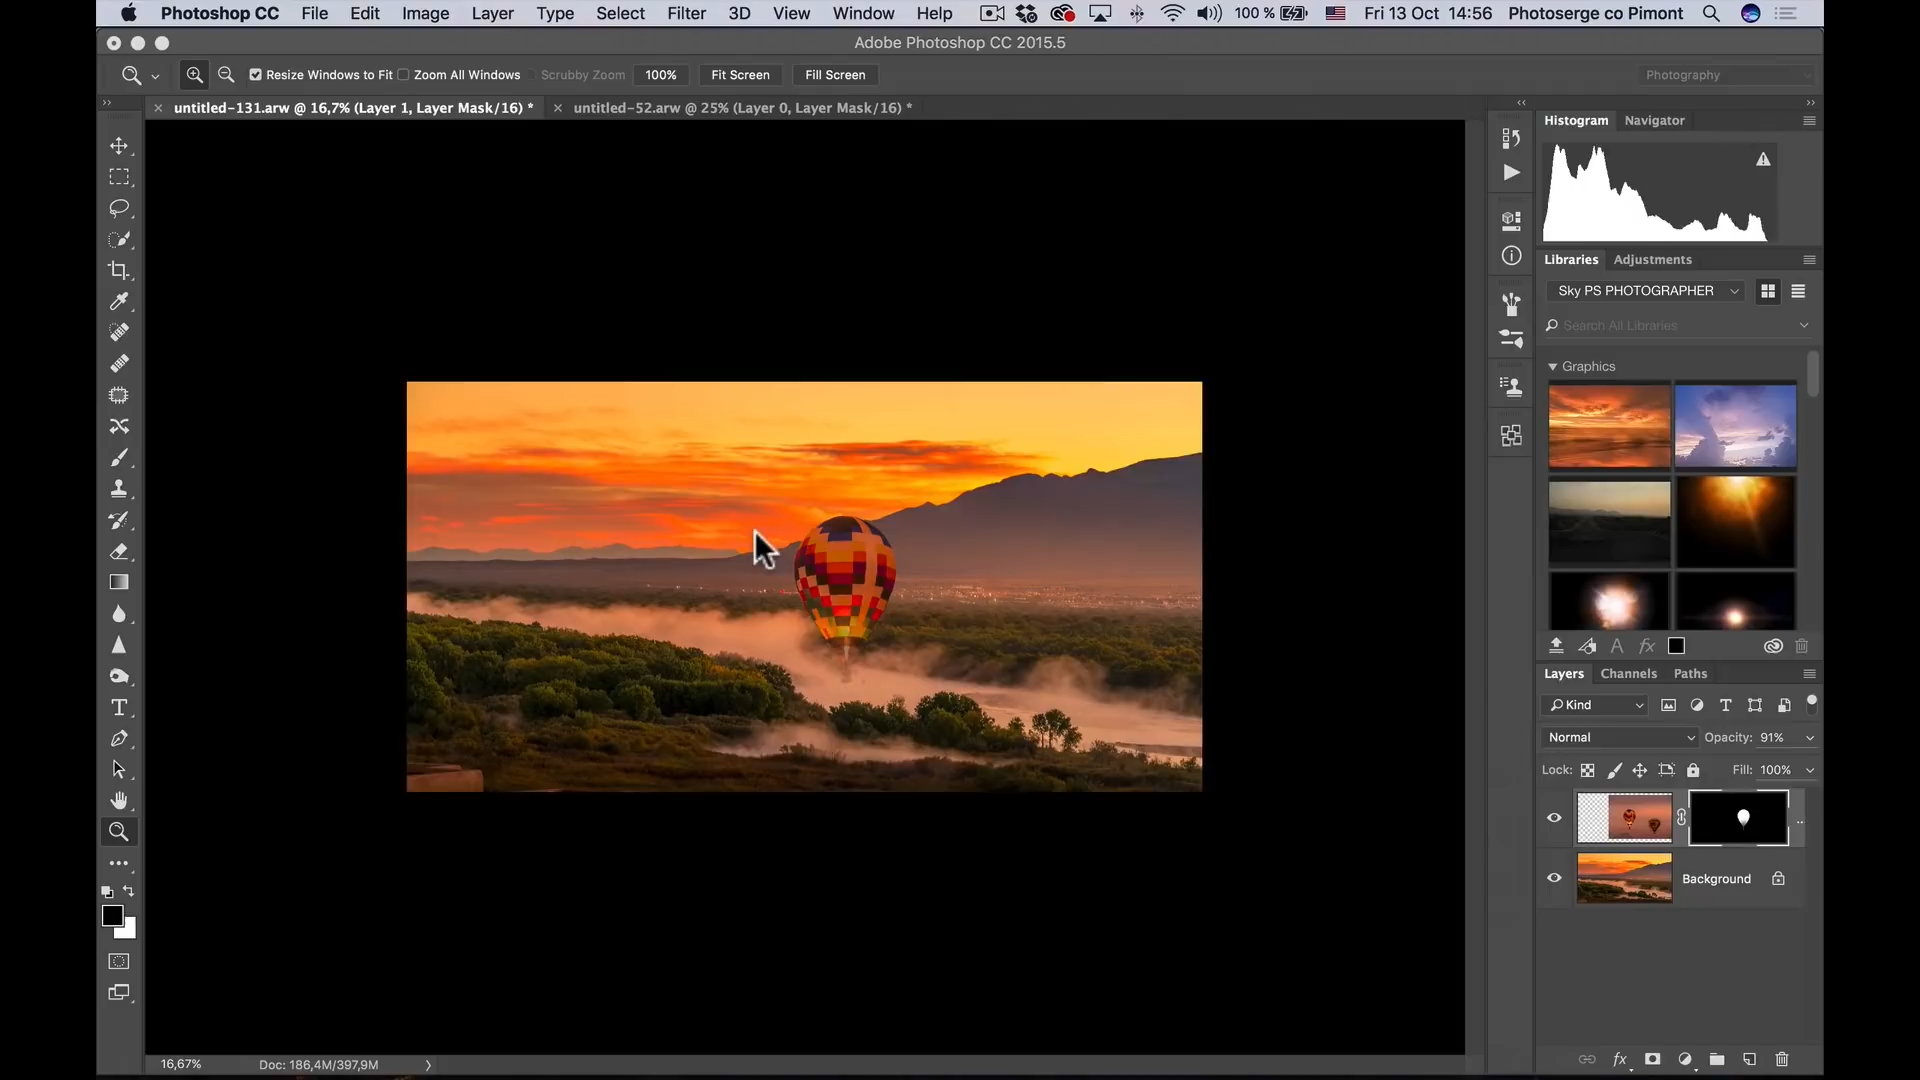 Photoshop CC File Edit Image Layer Type Select Filter 3D View Window Help 100 % Fri 13 Oct 14:56 Photoserge co Pimont
Adobe Photoshop CC 2015.5
Resize Windows to Fit Zoom All Windows Scrubby Zoom 100% Fit Screen Fill Screen Photography
untitled-131.arw @ 16,7% (Layer 1, Layer Mask/16) * untitled-52.arw @ 25% (Layer 0, Layer Mask/16) *
Histogram Navigator
Libraries Adjustments
Sky PS PHOTOGRAPHER
Search All Libraries
Graphics
Layers Channels Paths
Kind
Normal Opacity: 91%
Lock: Fill: 100%
Background
16,67% Doc: 186,4M/397,9M